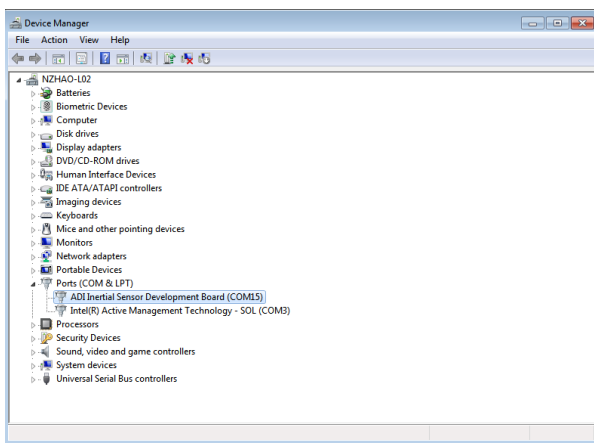 Device Manager
File Action View Help
NZHAO-L02
Batteries
Biometric Devices
Computer
Disk drives
Display adapters
DVD/CD-ROM drives
Human Interface Devices
IDE ATA/ATAPI controllers
Imaging devices
Keyboards
Mice and other pointing devices
Monitors
Network adapters
Portable Devices
Ports (COM & LPT)
ADI Inertial Sensor Development Board (COM15)
Intel(R) Active Management Technology - SOL (COM3)
Processors
Security Devices
Sound, video and game controllers
System devices
Universal Serial Bus controllers